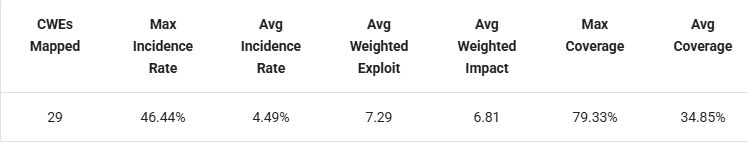 CWEs Mapped
Max Incidence Rate
Avg Incidence Rate
Avg Weighted Exploit
Avg Weighted Impact
Max Coverage
Avg Coverage
29 46.44% 4.49% 7.29 6.81 79.33% 34.85%